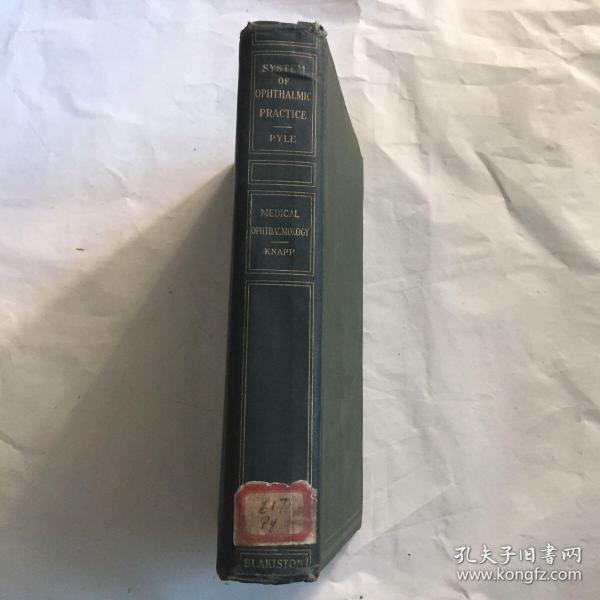 SYSTEM
OF
OPHTHALMIC
PRACTICE
PYLE
MEDICAL
OPHTHALMOLOGY
KNAPP
617
Py
BLAKISTON
孔夫子旧书网
www.kongfz.com